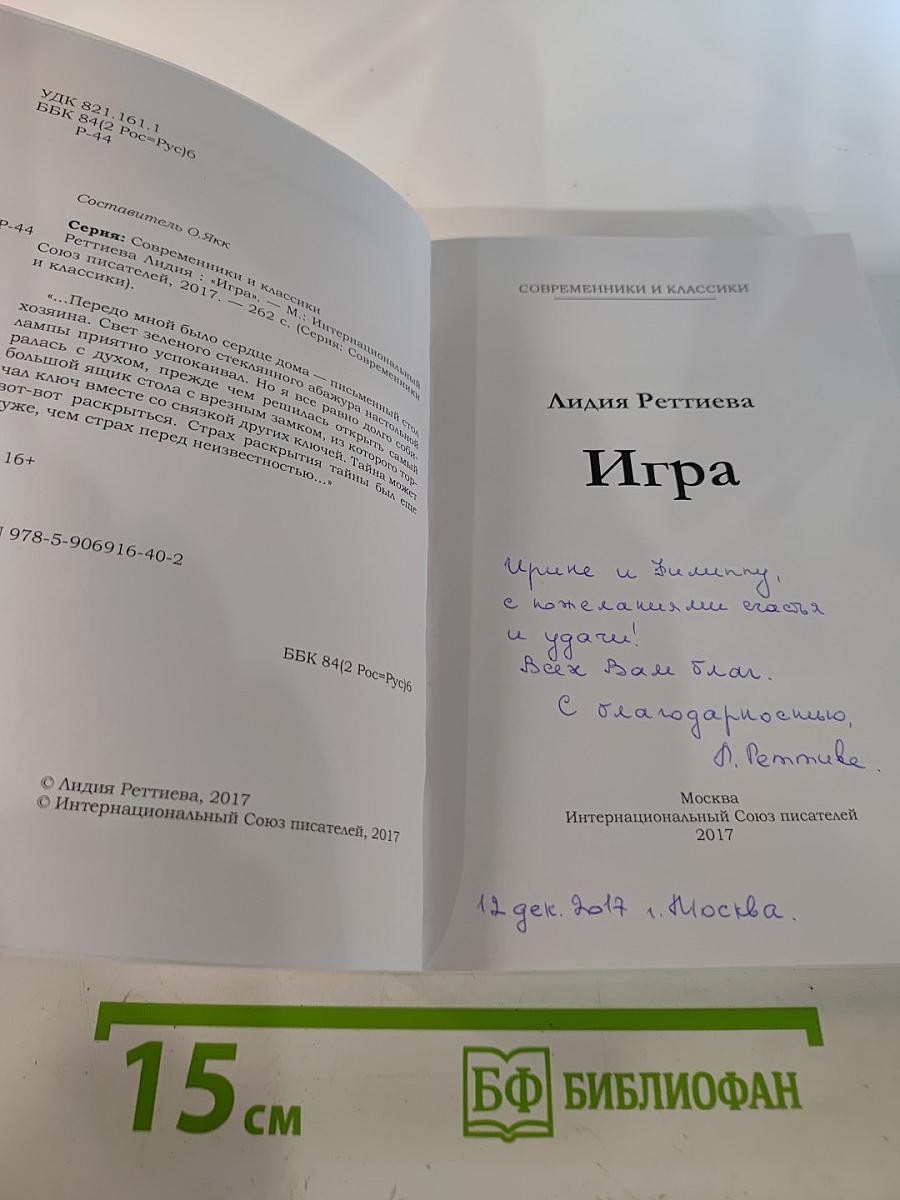 УДК 821.161.1
ББК 84(2 Рос=Рус)6
Р-44
Составитель О.Якк
Р-44
Серия: Современники и классики
Реттиева Лидия : «Игра». — М.: Интернациональный
Союз писателей, 2017. — 262 с. (Серия: Современники
и классики).
«...Передо мной было сердце дома — письменный стол
хозяина. Свет зеленого стеклянного абажура настольной
лампы приятно успокаивал. Но я все равно долго соби-
ралась с духом, прежде чем решилась открыть самый
большой ящик стола с врезным замком, из которого тор-
чал ключ вместе со связкой других ключей. Тайна может
вот-вот раскрыться. Страх раскрытия тайны был еще
уже, чем страх перед неизвестностью...»
16+
978-5-906916-40-2
ББК 84(2 Рос=Рус)6
© Лидия Реттиева, 2017
© Интернациональный Союз писателей, 2017
СОВРЕМЕННИКИ И КЛАССИКИ
Лидия Реттиева
Игра
Ирине и Филиппу,
с пожеланиями счастья
и удачи!
Всех Вам благ.
С благодарностью,
Л. Реттиева.
Москва
Интернациональный Союз писателей
2017
12 дек. 2017 г. Москва.
15 см
БФ БИБЛИОФАН